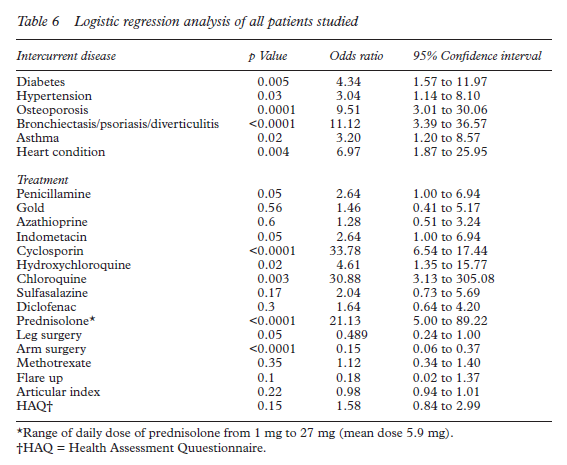 Table 6 Logistic regression analysis of all patients studied
Intercurrent disease p Value Odds ratio 95% Confidence interval
Diabetes 0.005 4.34 1.57 to 11.97
Hypertension 0.03 3.04 1.14 to 8.10
Osteoporosis 0.0001 9.51 3.01 to 30.06
Bronchiectasis/psoriasis/diverticulitis <0.0001 11.12 3.39 to 36.57
Asthma 0.02 3.20 1.20 to 8.57
Heart condition 0.004 6.97 1.87 to 25.95
Treatment
Penicillamine 0.05 2.64 1.00 to 6.94
Gold 0.56 1.46 0.41 to 5.17
Azathioprine 0.6 1.28 0.51 to 3.24
Indometacin 0.05 2.64 1.00 to 6.94
Cyclosporin <0.0001 33.78 6.54 to 17.44
Hydroxychloroquine 0.02 4.61 1.35 to 15.77
Chloroquine 0.003 30.88 3.13 to 305.08
Sulfasalazine 0.17 2.04 0.73 to 5.69
Diclofenac 0.3 1.64 0.64 to 4.20
Prednisolone* <0.0001 21.13 5.00 to 89.22
Leg surgery 0.05 0.489 0.24 to 1.00
Arm surgery <0.0001 0.15 0.06 to 0.37
Methotrexate 0.35 1.12 0.34 to 1.40
Flare up 0.1 0.18 0.02 to 1.37
Articular index 0.22 0.98 0.94 to 1.01
HAQ† 0.15 1.58 0.84 to 2.99
*Range of daily dose of prednisolone from 1 mg to 27 mg (mean dose 5.9 mg).
†HAQ = Health Assessment Quuestionnaire.